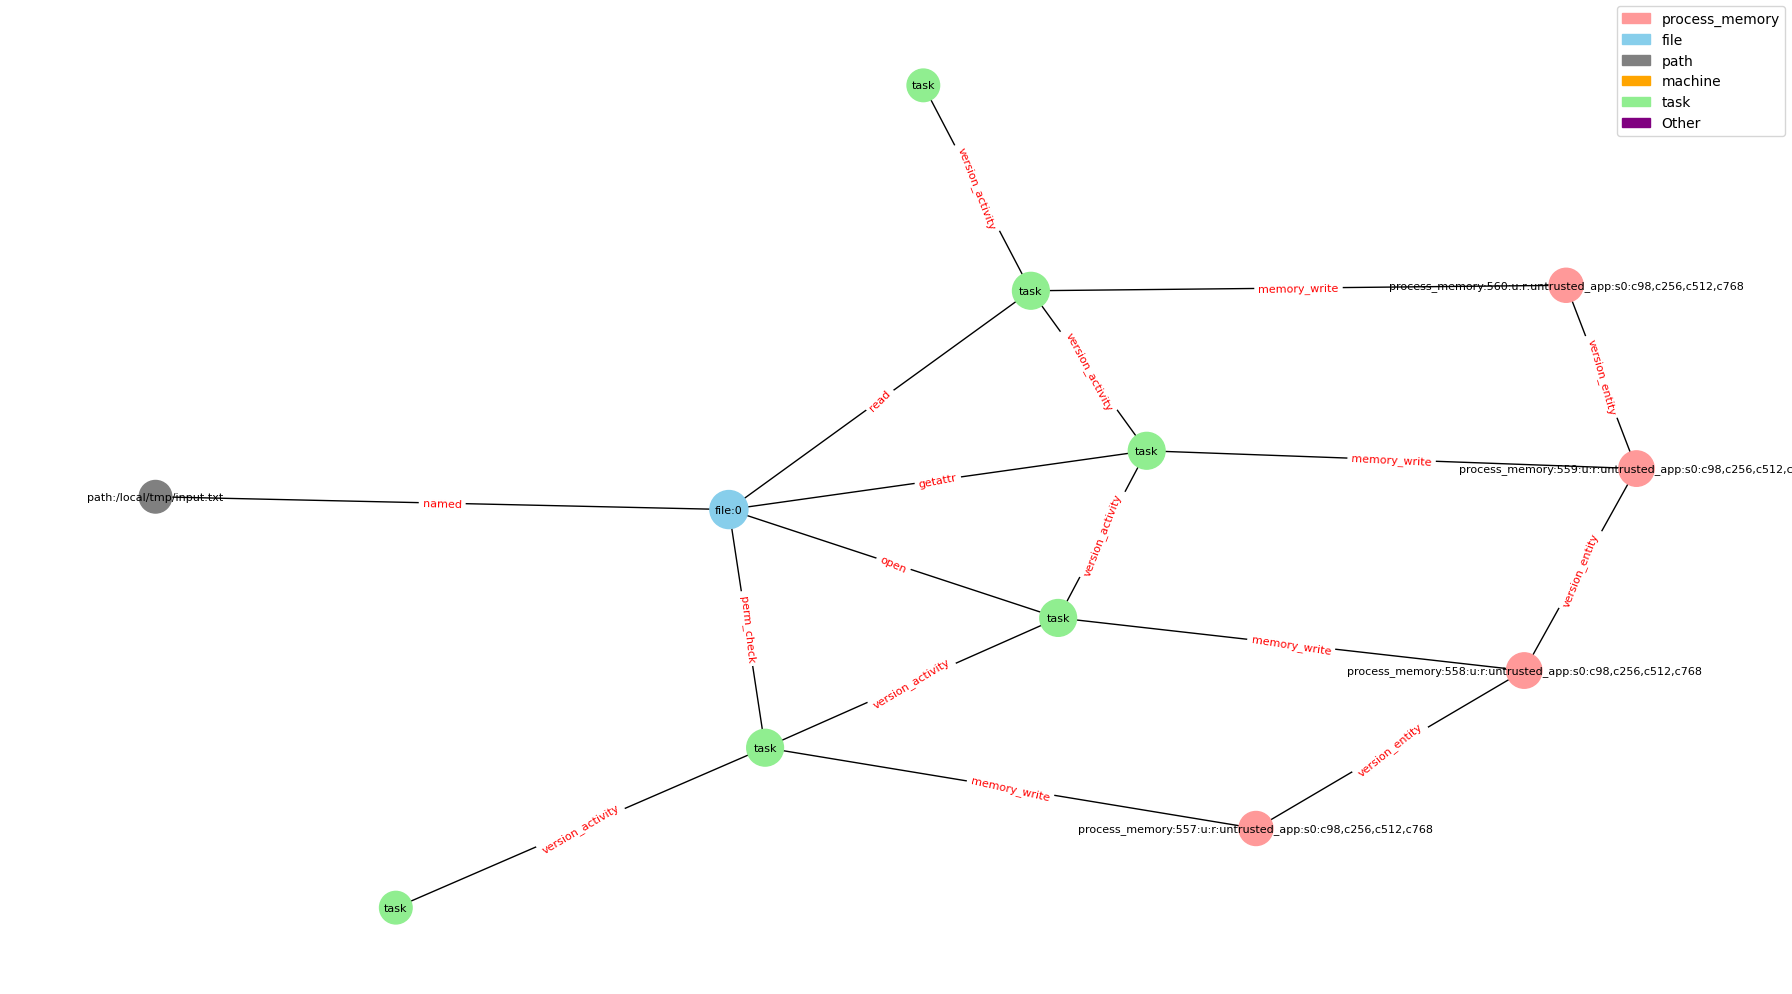 process_memory
file
path
machine
task
Other
task
version_activity
task
memory_write
process_memory:560:u:r:untrusted_app:s0:c98,c256,c512,c768
version_activity
version_entity
read
task
memory_write
process_memory:559:u:r:untrusted_app:s0:c98,c256,c512,c
getattr
path:/local/tmp/input.txt
named
file:0
version_activity
version_entity
open
perm_check
task
memory_write
process_memory:558:u:r:untrusted_app:s0:c98,c256,c512,c768
version_activity
task
version_entity
memory_write
version_activity
process_memory:557:u:r:untrusted_app:s0:c98,c256,c512,c768
task